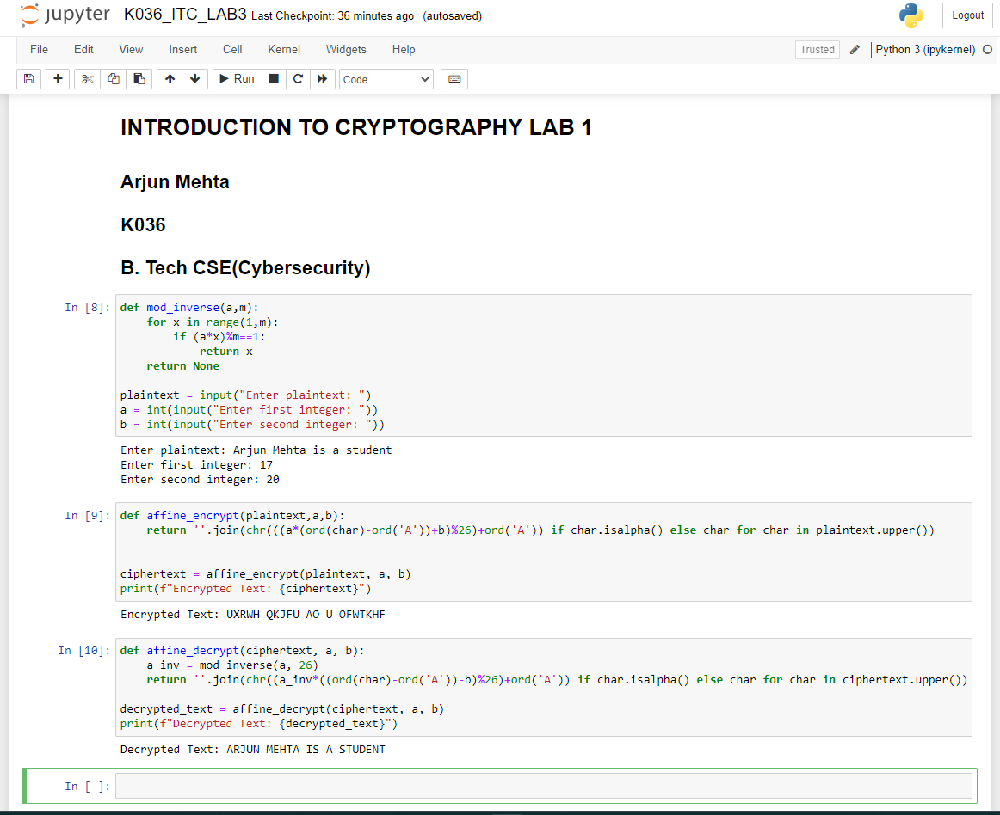 jupyter K036_ITC_LAB3 Last Checkpoint: 36 minutes ago (autosaved)
Logout
File Edit View Insert Cell Kernel Widgets Help
Trusted Python 3 (ipykernel)
Run Code
INTRODUCTION TO CRYPTOGRAPHY LAB 1
Arjun Mehta
K036
B. Tech CSE(Cybersecurity)
In [8]: def mod_inverse(a,m):
    for x in range(1,m):
        if (a*x)%m==1:
            return x
    return None
plaintext = input("Enter plaintext: ")
a = int(input("Enter first integer: "))
b = int(input("Enter second integer: "))
Enter plaintext: Arjun Mehta is a student
Enter first integer: 17
Enter second integer: 20
In [9]: def affine_encrypt(plaintext,a,b):
    return ''.join(chr(((a*(ord(char)-ord('A'))+b)%26)+ord('A')) if char.isalpha() else char for char in plaintext.upper())
ciphertext = affine_encrypt(plaintext, a, b)
print(f"Encrypted Text: {ciphertext}")
Encrypted Text: UXRWH QKJFU AO U OFWTKHF
In [10]: def affine_decrypt(ciphertext, a, b):
    a_inv = mod_inverse(a, 26)
    return ''.join(chr((a_inv*((ord(char)-ord('A'))-b)%26)+ord('A')) if char.isalpha() else char for char in ciphertext.upper())
decrypted_text = affine_decrypt(ciphertext, a, b)
print(f"Decrypted Text: {decrypted_text}")
Decrypted Text: ARJUN MEHTA IS A STUDENT
In [ ]: